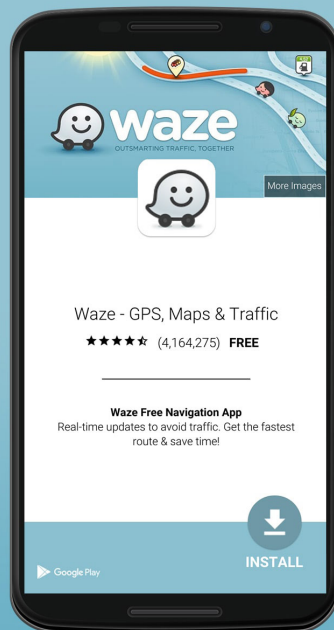 waze
OUTSMARTING TRAFFIC, TOGETHER
More Images
Waze - GPS, Maps & Traffic
(4,164,275) FREE
Waze Free Navigation App
Real-time updates to avoid traffic. Get the fastest
route & save time!
INSTALL
Google Play